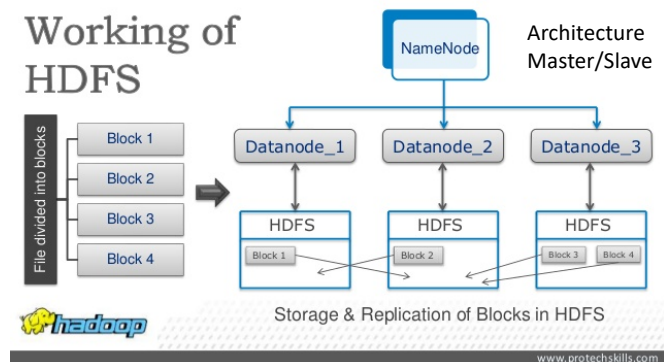 Working of
HDFS
NameNode
Architecture
Master/Slave
File divided into blocks
Block 1
Block 2
Block 3
Block 4
Datanode_1
Datanode_2
Datanode_3
HDFS
HDFS
HDFS
Block 1
Block 2
Block 3
Block 4
Storage & Replication of Blocks in HDFS
hadoop
www.protechskills.com